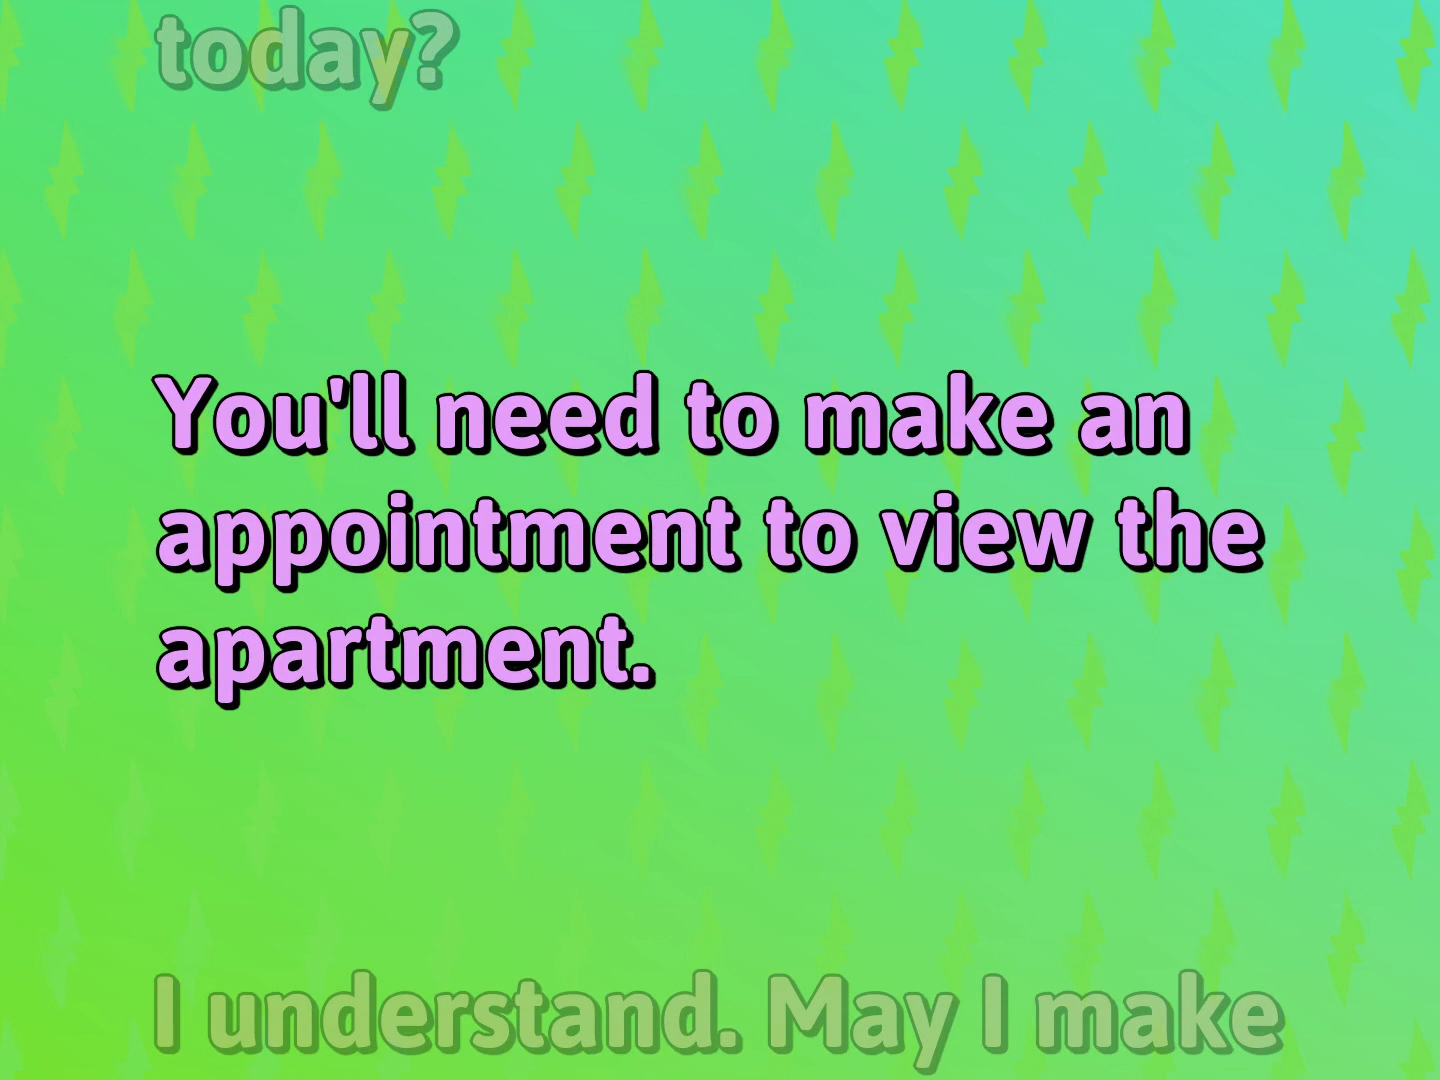 today?
You'll need to make an
appointment to view the
apartment.
I understand. May I make